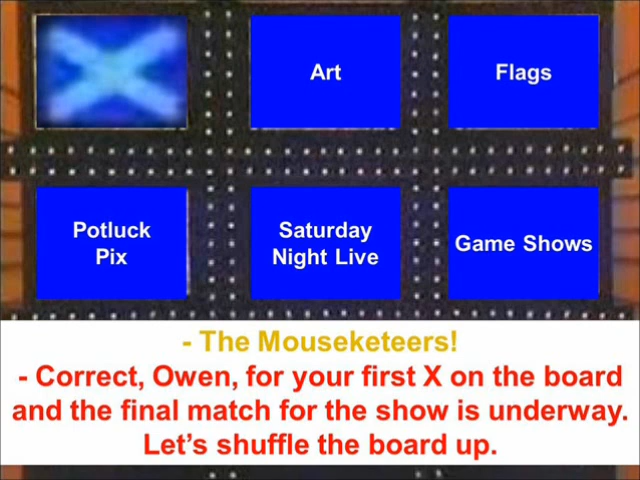 Art
Flags
Potluck
Pix
Saturday
Night Live
Game Shows
- The Mouseketeers!
- Correct, Owen, for your first X on the board
and the final match for the show is underway.
Let’s shuffle the board up.